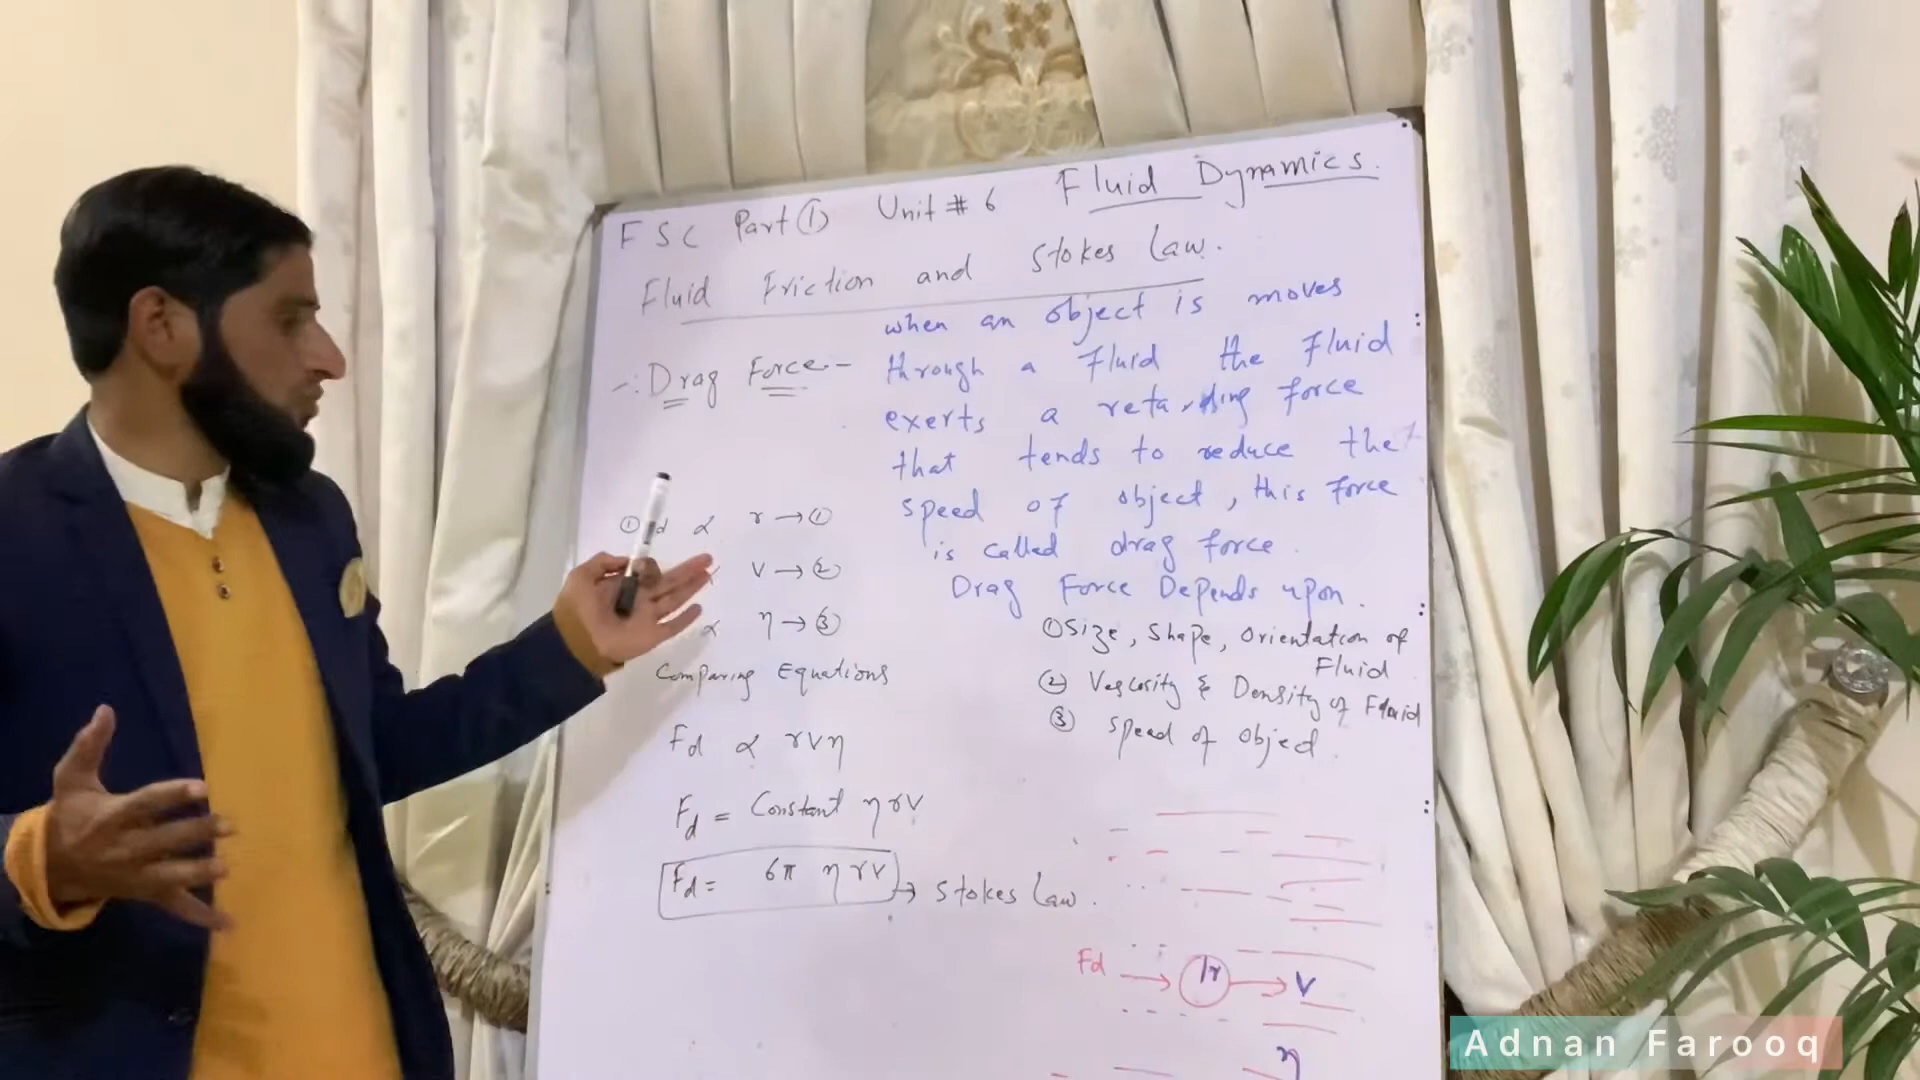 FSC Part ① Unit # 6 Fluid Dynamics.
Fluid Friction and Stokes Law.
-:Drag Force:-
when an object is moves
through a Fluid the Fluid
exerts a retarding force
that tends to reduce the
speed of object, this force
is called drag force.
Drag Force Depends upon.
① Size, Shape, Orientation of
Fluid
② Vescosity & Density of Fluid
③ Speed of object.
① d ∝ r → ①
v → ②
∝ η → ③
Comparing Equations
Fd ∝ rvη
Fd = Constant ηrv
Fd = 6π ηrv → Stokes Law.
Fd → r → v
η
Adnan Farooq